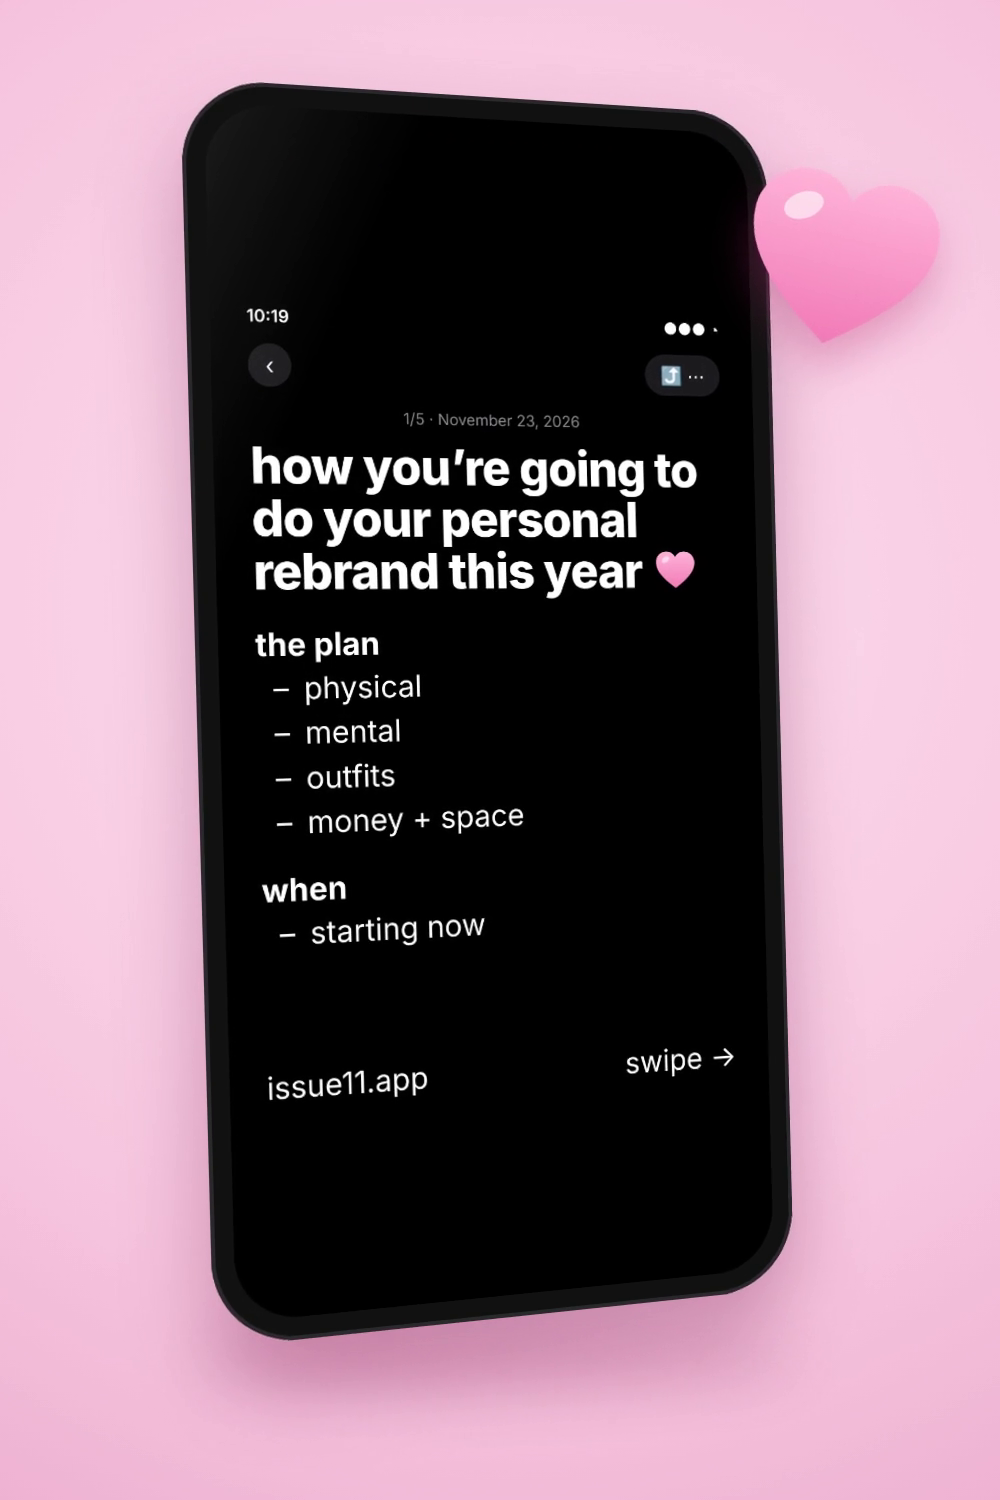 10:19
1/5 · November 23, 2026
how you’re going to
do your personal
rebrand this year 🩷
the plan
– physical
– mental
– outfits
– money + space
when
– starting now
swipe →
issue11.app